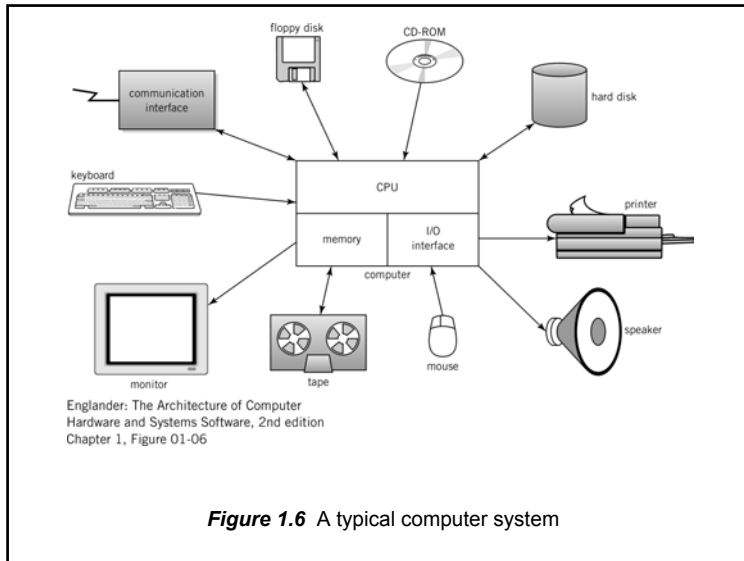 floppy disk
CD-ROM
communication
interface
hard disk
keyboard
CPU
printer
memory
I/O
interface
computer
speaker
monitor
tape
mouse
Englander: The Architecture of Computer
Hardware and Systems Software, 2nd edition
Chapter 1, Figure 01-06
Figure 1.6 A typical computer system